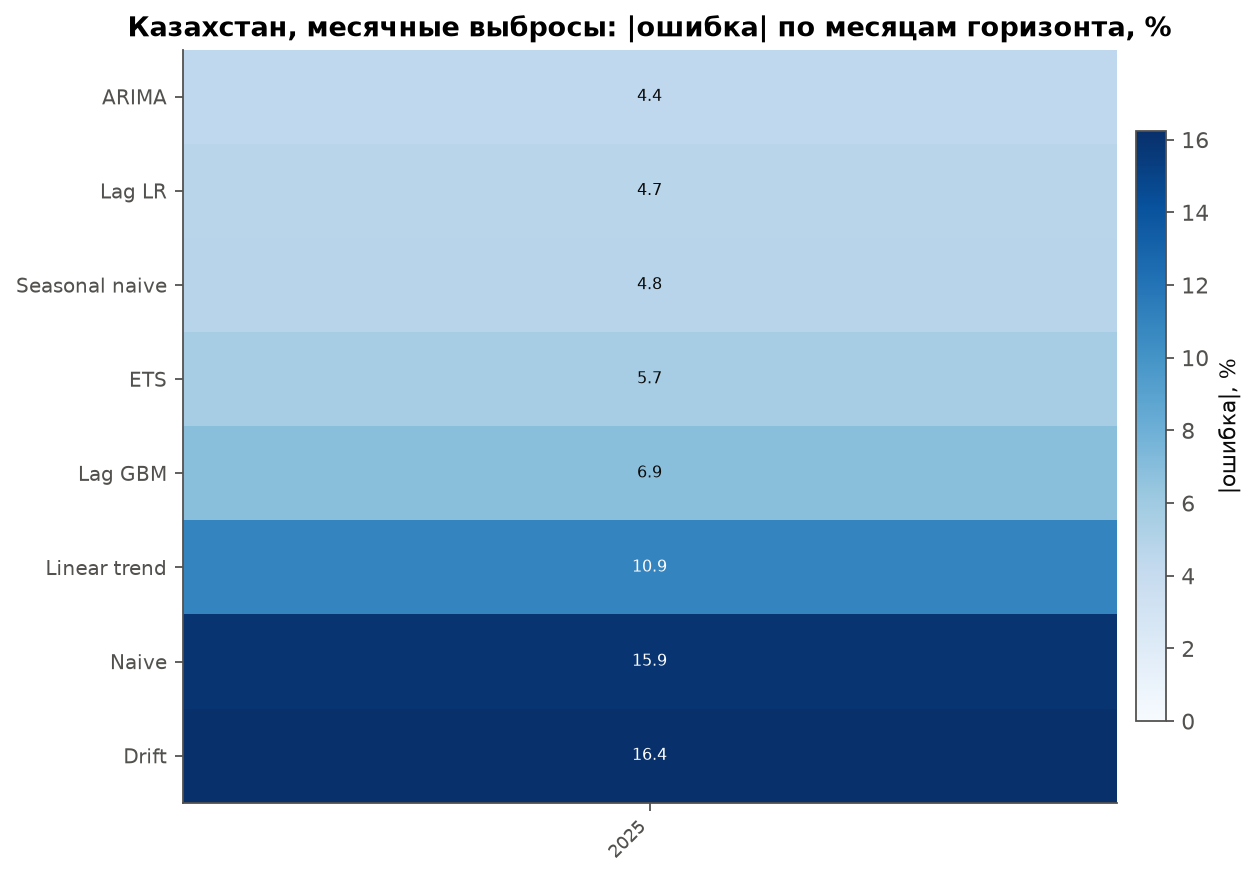 Казахстан, месячные выбросы: |ошибка| по месяцам горизонта, %
ARIMA 4.4
Lag LR 4.7
Seasonal naive 4.8
ETS 5.7
Lag GBM 6.9
Linear trend 10.9
Naive 15.9
Drift 16.4
2025
16
14
12
10
8
6
4
2
0
|ошибка|, %